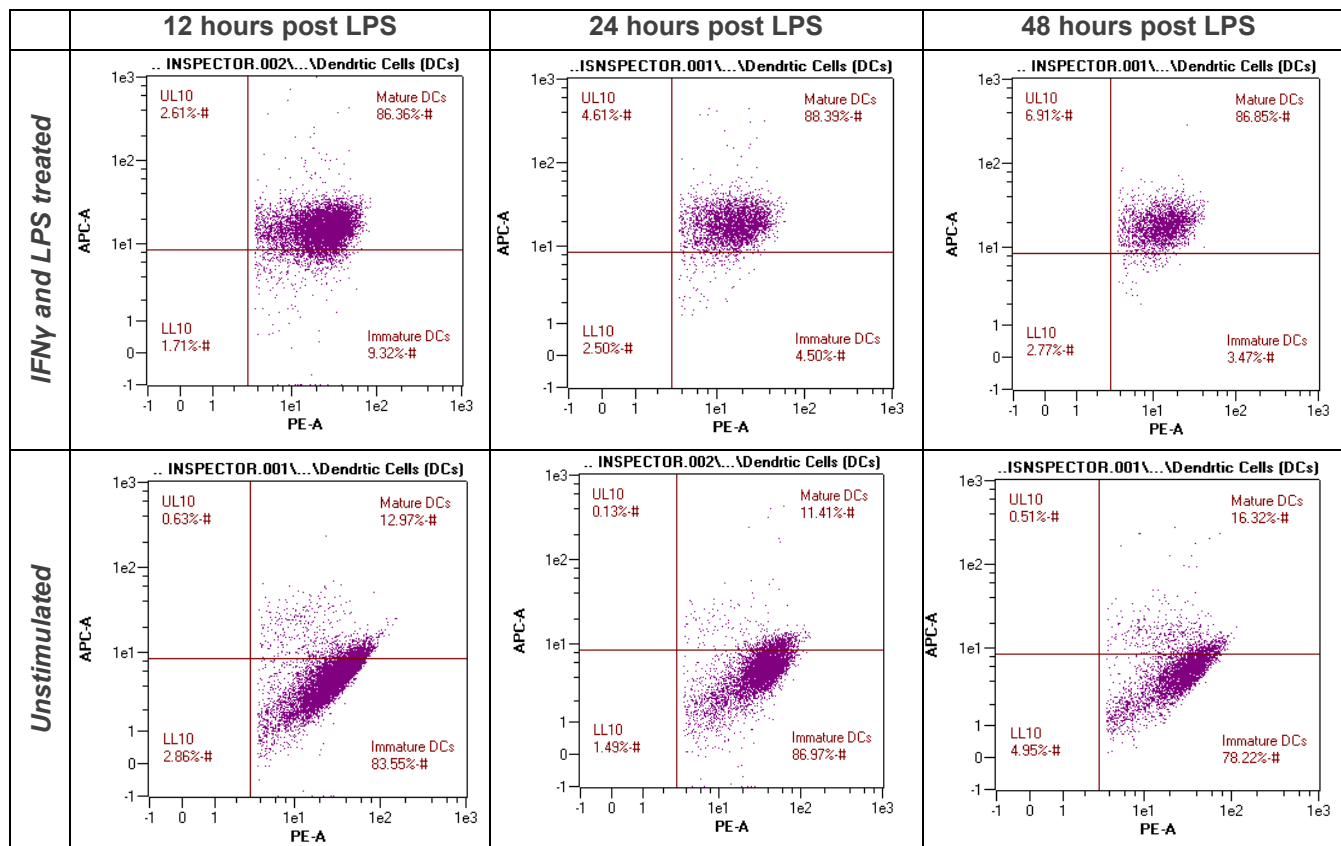 12 hours post LPS
24 hours post LPS
48 hours post LPS
IFNγ and LPS treated
.. INSPECTOR.002\...\Dendrtic Cells (DCs)
1e3
1e2
1e1
1
0
-1
APC-A
UL10
2.61%-#
Mature DCs
86.36%-#
LL10
1.71%-#
Immature DCs
9.32%-#
-1 0 1 1e1 1e2 1e3
PE-A
..ISNSPECTOR.001\...\Dendrtic Cells (DCs)
1e3
1e2
1e1
1
0
-1
APC-A
UL10
4.61%-#
Mature DCs
88.39%-#
LL10
2.50%-#
Immature DCs
4.50%-#
-1 0 1 1e1 1e2 1e3
PE-A
.. INSPECTOR.001\...\Dendrtic Cells (DCs)
1e3
1e2
1e1
1
0
-1
APC-A
UL10
6.91%-#
Mature DCs
86.85%-#
LL10
2.77%-#
Immature DCs
3.47%-#
-1 0 1 1e1 1e2 1e3
PE-A
Unstimulated
.. INSPECTOR.001\...\Dendrtic Cells (DCs)
1e3
1e2
1e1
1
0
-1
APC-A
UL10
0.63%-#
Mature DCs
12.97%-#
LL10
2.86%-#
Immature DCs
83.55%-#
-1 0 1 1e1 1e2 1e3
PE-A
.. INSPECTOR.002\...\Dendrtic Cells (DCs)
1e3
1e2
1e1
1
0
-1
APC-A
UL10
0.13%-#
Mature DCs
11.41%-#
LL10
1.49%-#
Immature DCs
86.97%-#
-1 0 1 1e1 1e2 1e3
PE-A
..ISNSPECTOR.001\...\Dendrtic Cells (DCs)
1e3
1e2
1e1
1
0
-1
APC-A
UL10
0.51%-#
Mature DCs
16.32%-#
LL10
4.95%-#
Immature DCs
78.22%-#
-1 0 1 1e1 1e2 1e3
PE-A